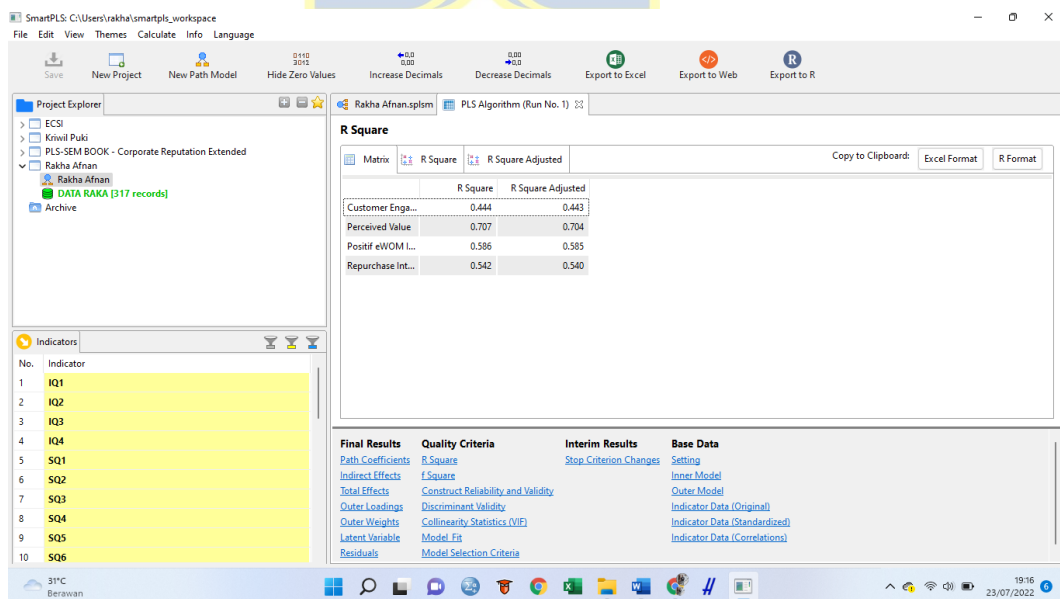 SmartPLS: C:\Users\rakha\smartpls_workspace
File Edit View Themes Calculate Info Language
Save New Project New Path Model Hide Zero Values Increase Decimals Decrease Decimals Export to Excel Export to Web Export to R
Project Explorer
ECSI
Kriwil Puki
PLS-SEM BOOK - Corporate Reputation Extended
Rakha Afnan
Rakha Afnan
DATA RAKA [317 records]
Archive
Indicators
No. Indicator
1 IQ1
2 IQ2
3 IQ3
4 IQ4
5 SQ1
6 SQ2
7 SQ3
8 SQ4
9 SQ5
10 SQ6
Rakha Afnan.splsm PLS Algorithm (Run No. 1)
R Square
Matrix R Square R Square Adjusted Copy to Clipboard: Excel Format R Format
R Square R Square Adjusted
Customer Enga... 0.444 0.443
Perceived Value 0.707 0.704
Positif eWOM I... 0.586 0.585
Repurchase Int... 0.542 0.540
Final Results Quality Criteria Interim Results Base Data
Path Coefficients R Square Stop Criterion Changes Setting
Indirect Effects f Square Inner Model
Total Effects Construct Reliability and Validity Outer Model
Outer Loadings Discriminant Validity Indicator Data (Original)
Outer Weights Collinearity Statistics (VIF) Indicator Data (Standardized)
Latent Variable Model_Fit Indicator Data (Correlations)
Residuals Model Selection Criteria
31°C
Berawan
19:16
23/07/2022 6